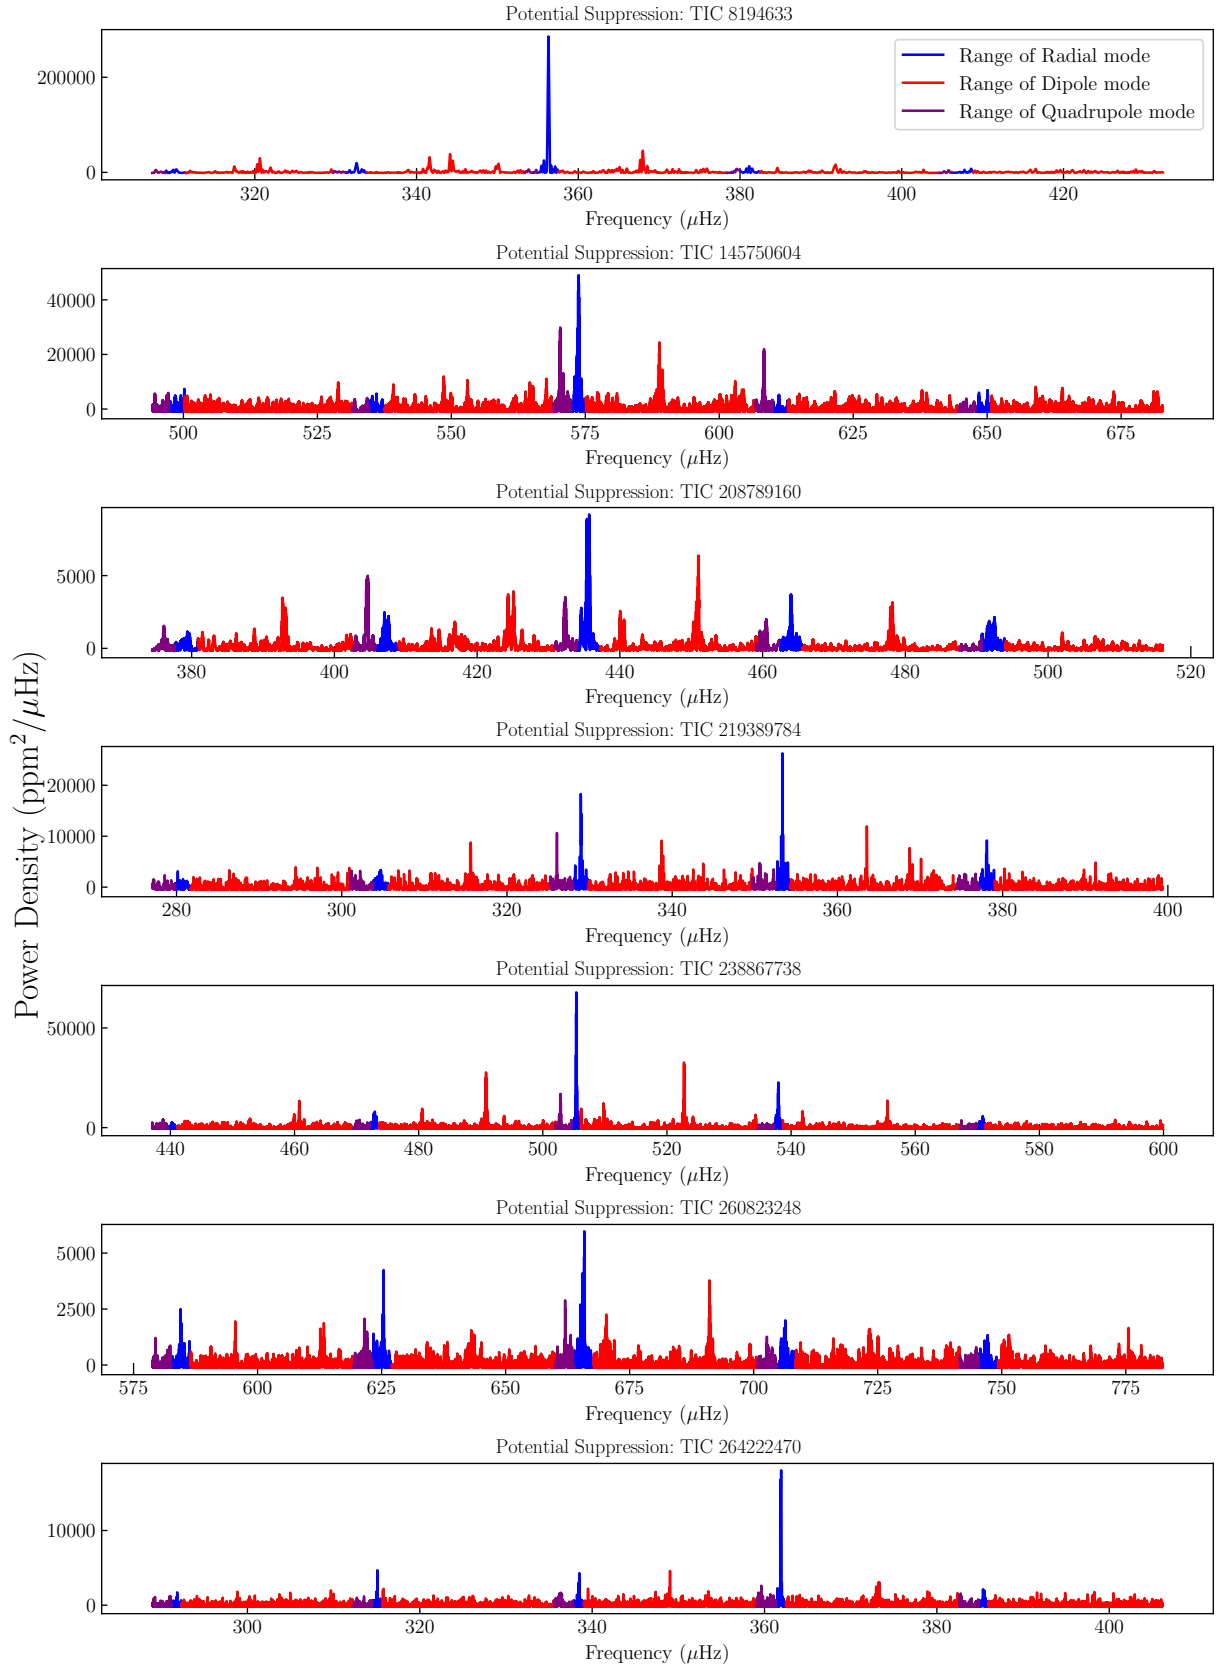 Potential Suppression: TIC 8194633
Range of Radial mode
Range of Dipole mode
Range of Quadrupole mode
200000
0
320 340 360 380 400 420
Frequency (μHz)
Potential Suppression: TIC 145750604
40000
20000
0
500 525 550 575 600 625 650 675
Frequency (μHz)
Potential Suppression: TIC 208789160
5000
0
380 400 420 440 460 480 500 520
Frequency (μHz)
Power Density (ppm²/μHz)
Potential Suppression: TIC 219389784
20000
10000
0
280 300 320 340 360 380 400
Frequency (μHz)
Potential Suppression: TIC 238867738
50000
0
440 460 480 500 520 540 560 580 600
Frequency (μHz)
Potential Suppression: TIC 260823248
5000
2500
0
575 600 625 650 675 700 725 750 775
Frequency (μHz)
Potential Suppression: TIC 264222470
10000
0
300 320 340 360 380 400
Frequency (μHz)